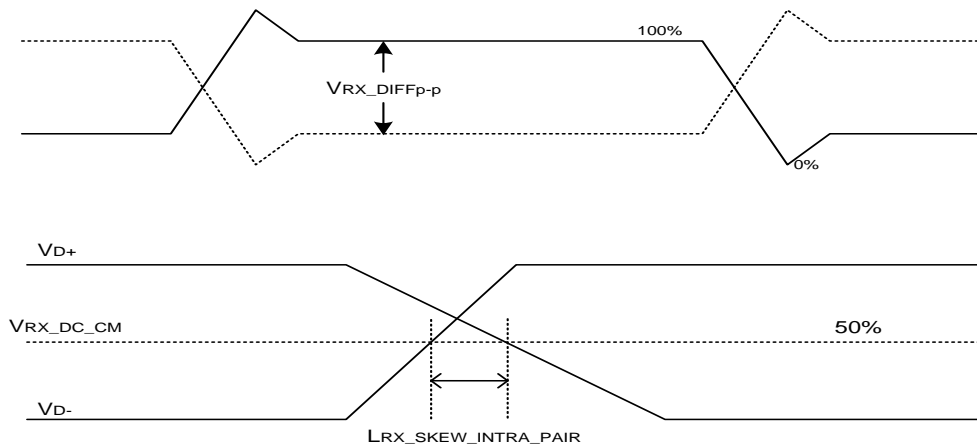 100%
VRX_DIFFp-p
0%
VD+
VRX_DC_CM
50%
VD-
LRX_SKEW_INTRA_PAIR